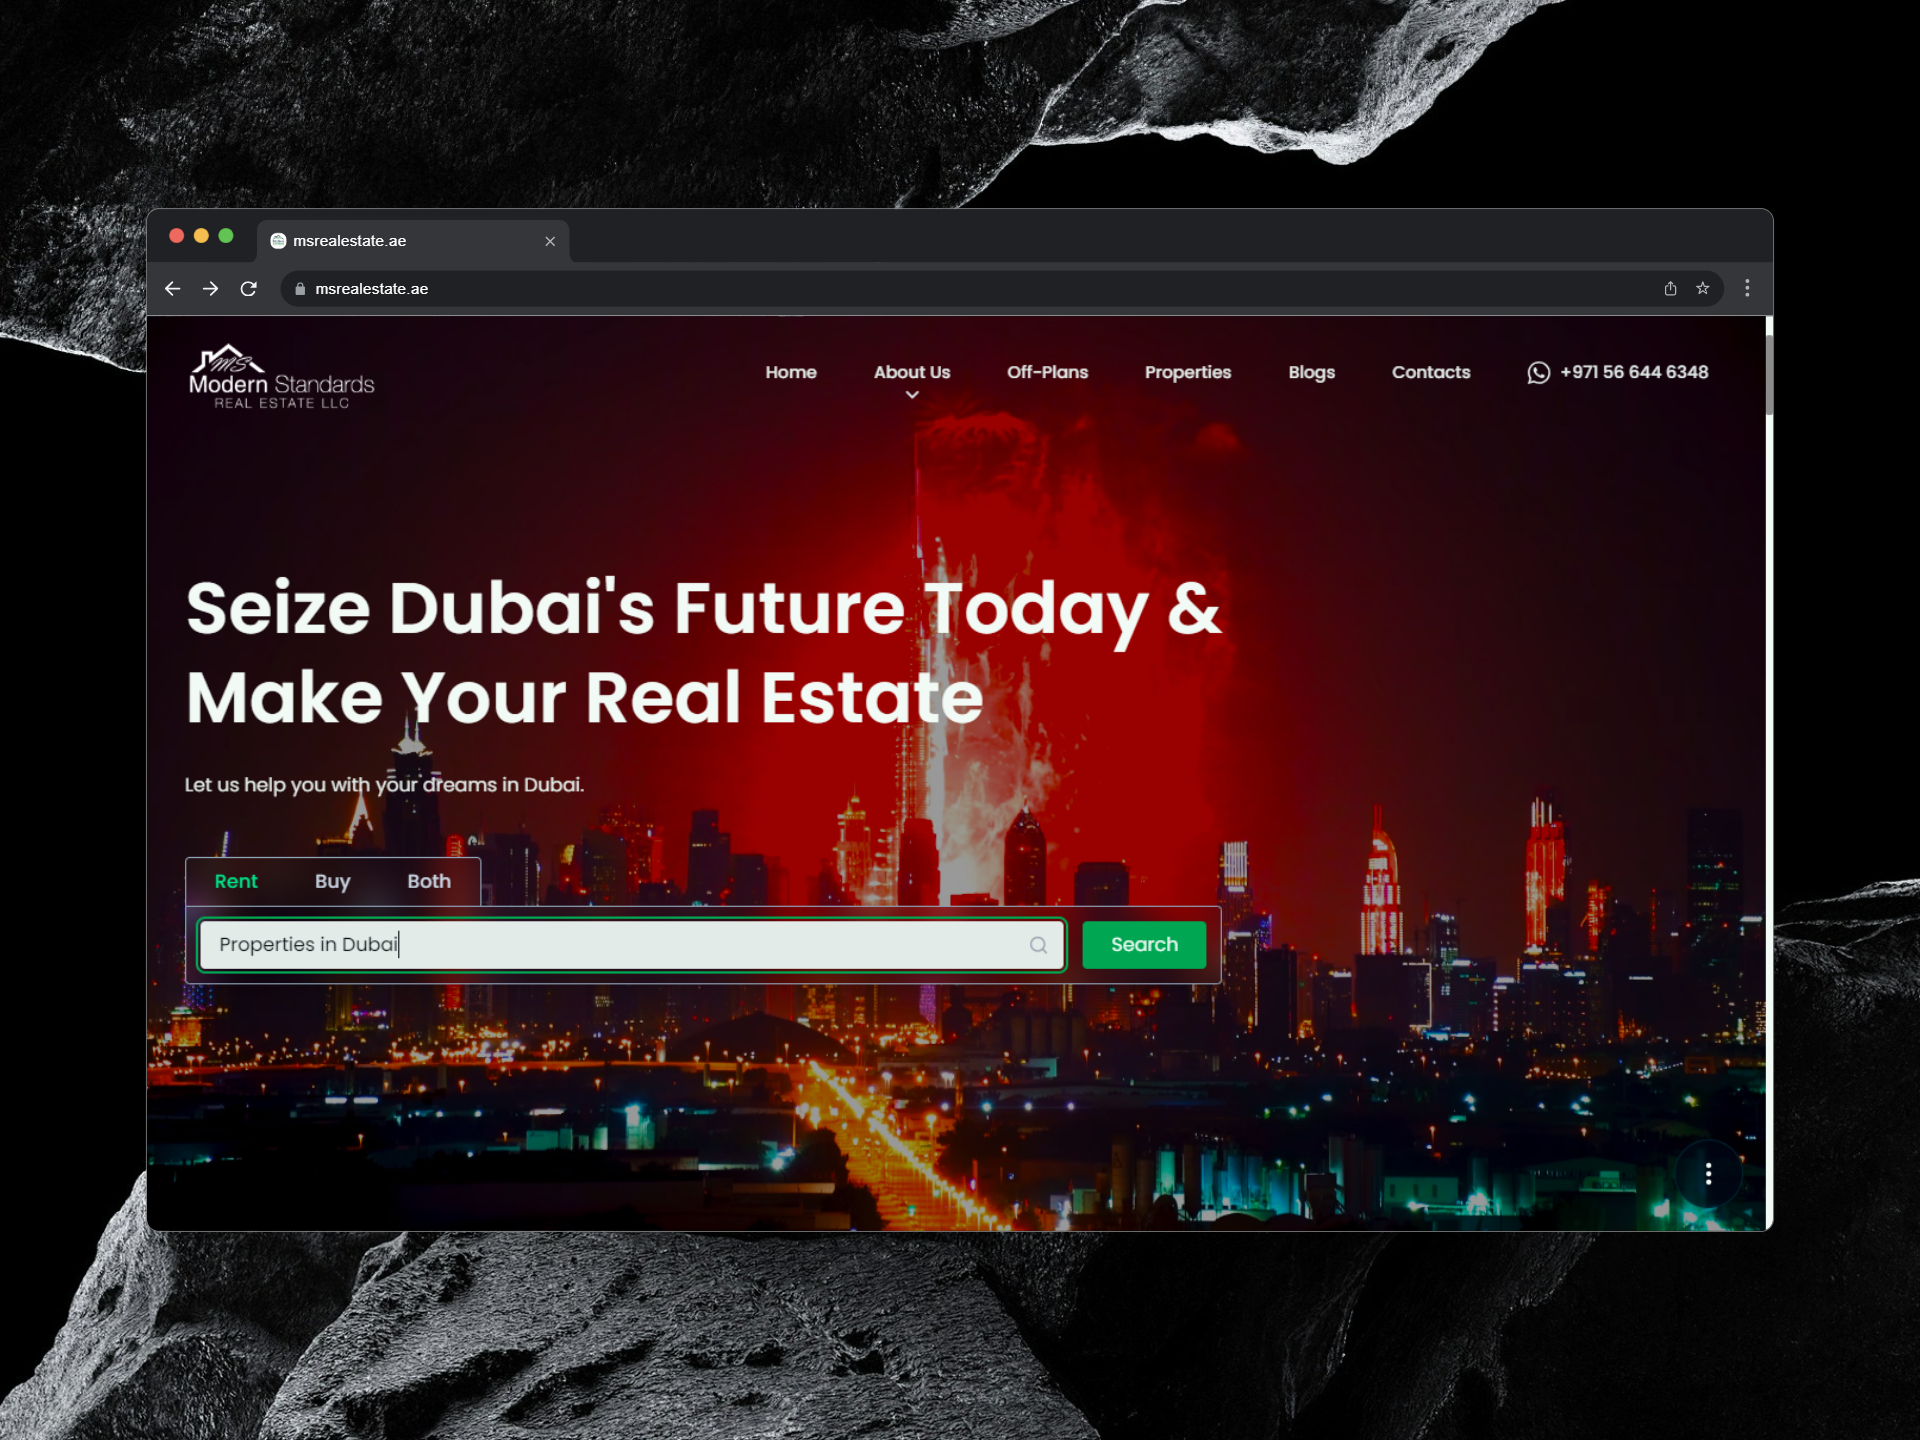 msrealestate.ae
msrealestate.ae
MS
Modern Standards
REAL ESTATE LLC
Home
About Us
Off-Plans
Properties
Blogs
Contacts
+971 56 644 6348
Seize Dubai's Future Today &
Make Your Real Estate
Let us help you with your dreams in Dubai.
Rent
Buy
Both
Properties in Dubai
Search